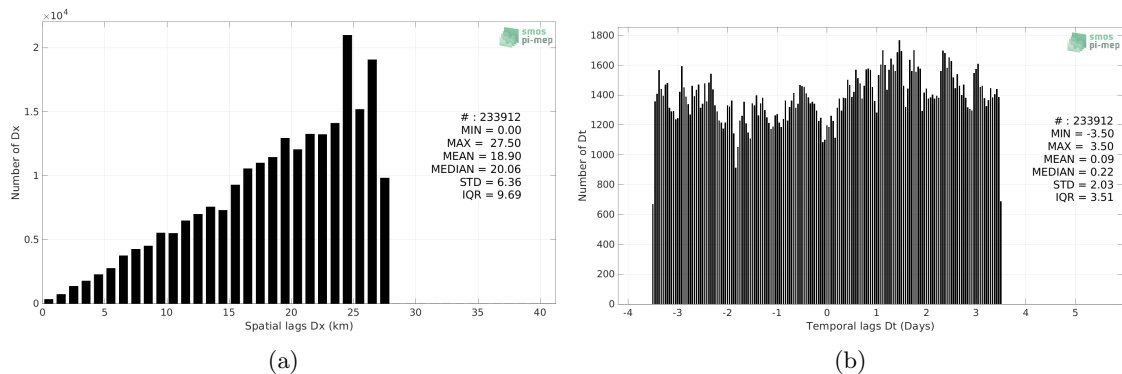 ×10⁴
smos
pi-mep
2
1.5
1
0.5
0
Number of Dx
# : 233912
MIN = 0.00
MAX = 27.50
MEAN = 18.90
MEDIAN = 20.06
STD = 6.36
IQR = 9.69
0 5 10 15 20 25 30 35 40
Spatial lags Dx (km)
(a)
smos
pi-mep
1800
1600
1400
1200
1000
800
600
400
200
0
Number of Dt
# : 233912
MIN = -3.50
MAX = 3.50
MEAN = 0.09
MEDIAN = 0.22
STD = 2.03
IQR = 3.51
-4 -3 -2 -1 0 1 2 3 4 5
Temporal lags Dt (Days)
(b)